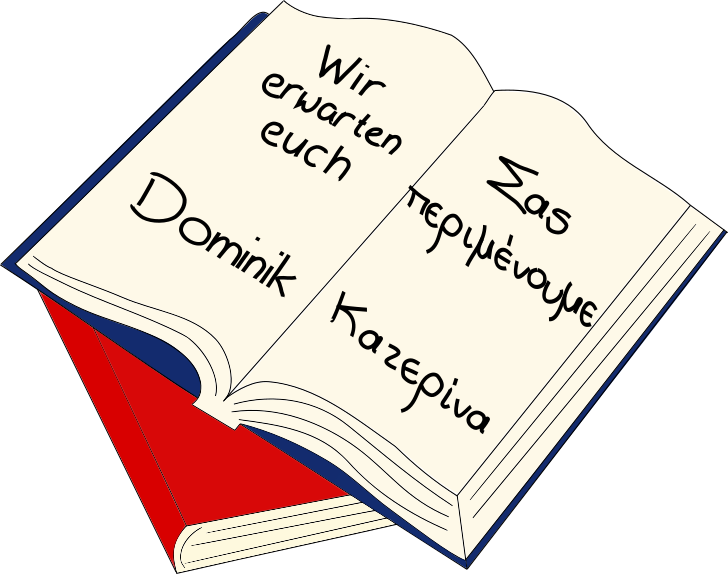 Wir
erwarten
euch
Dominik
Σας
περιμένουμε
Κατερίνα